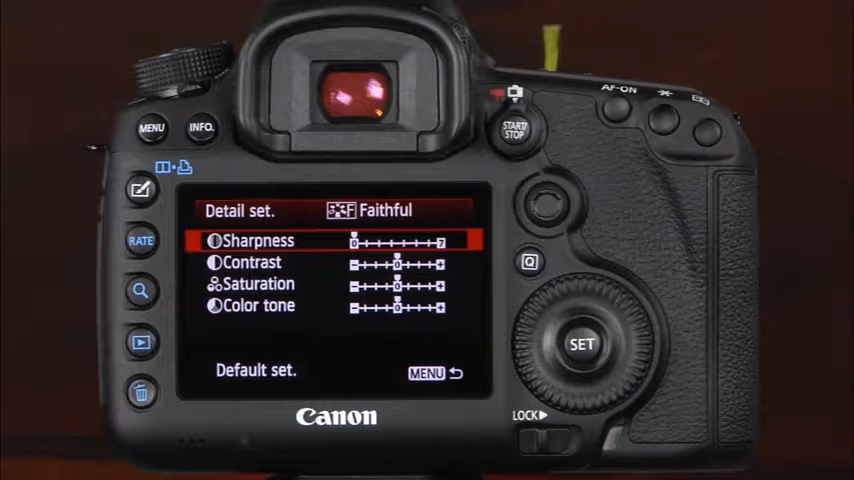 AF-ON
MENU
INFO.
START/
STOP
RATE
Detail set.
F Faithful
Sharpness
0 7
Contrast
0
Saturation
0
Color tone
0
Default set.
MENU
Q
SET
Canon
LOCK